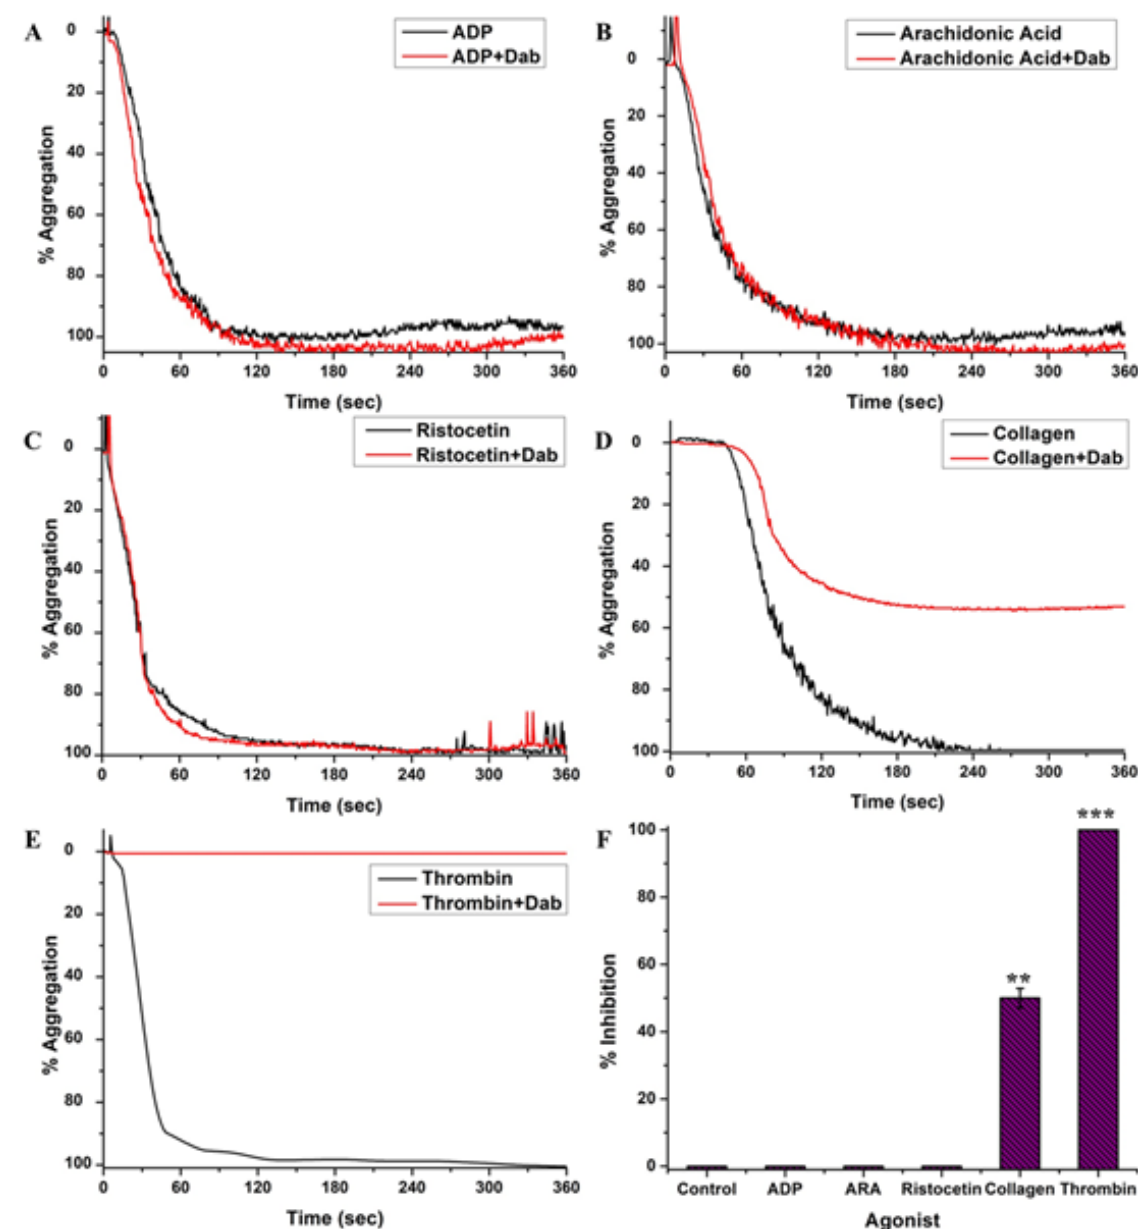 A
ADP
ADP+Dab
0
20
40
60
80
100
% Aggregation
0 60 120 180 240 300 360
Time (sec)
B
Arachidonic Acid
Arachidonic Acid+Dab
0
20
40
60
80
100
% Aggregation
0 60 120 180 240 300 360
Time (sec)
C
Ristocetin
Ristocetin+Dab
0
20
40
60
80
100
% Aggregation
0 60 120 180 240 300 360
Time (sec)
D
Collagen
Collagen+Dab
0
20
40
60
80
100
% Aggregation
0 60 120 180 240 300 360
Time (sec)
E
Thrombin
Thrombin+Dab
0
20
40
60
80
100
% Aggregation
0 60 120 180 240 300 360
Time (sec)
F
***
**
100
80
60
40
20
0
% Inhibition
Control ADP ARA Ristocetin Collagen Thrombin
Agonist